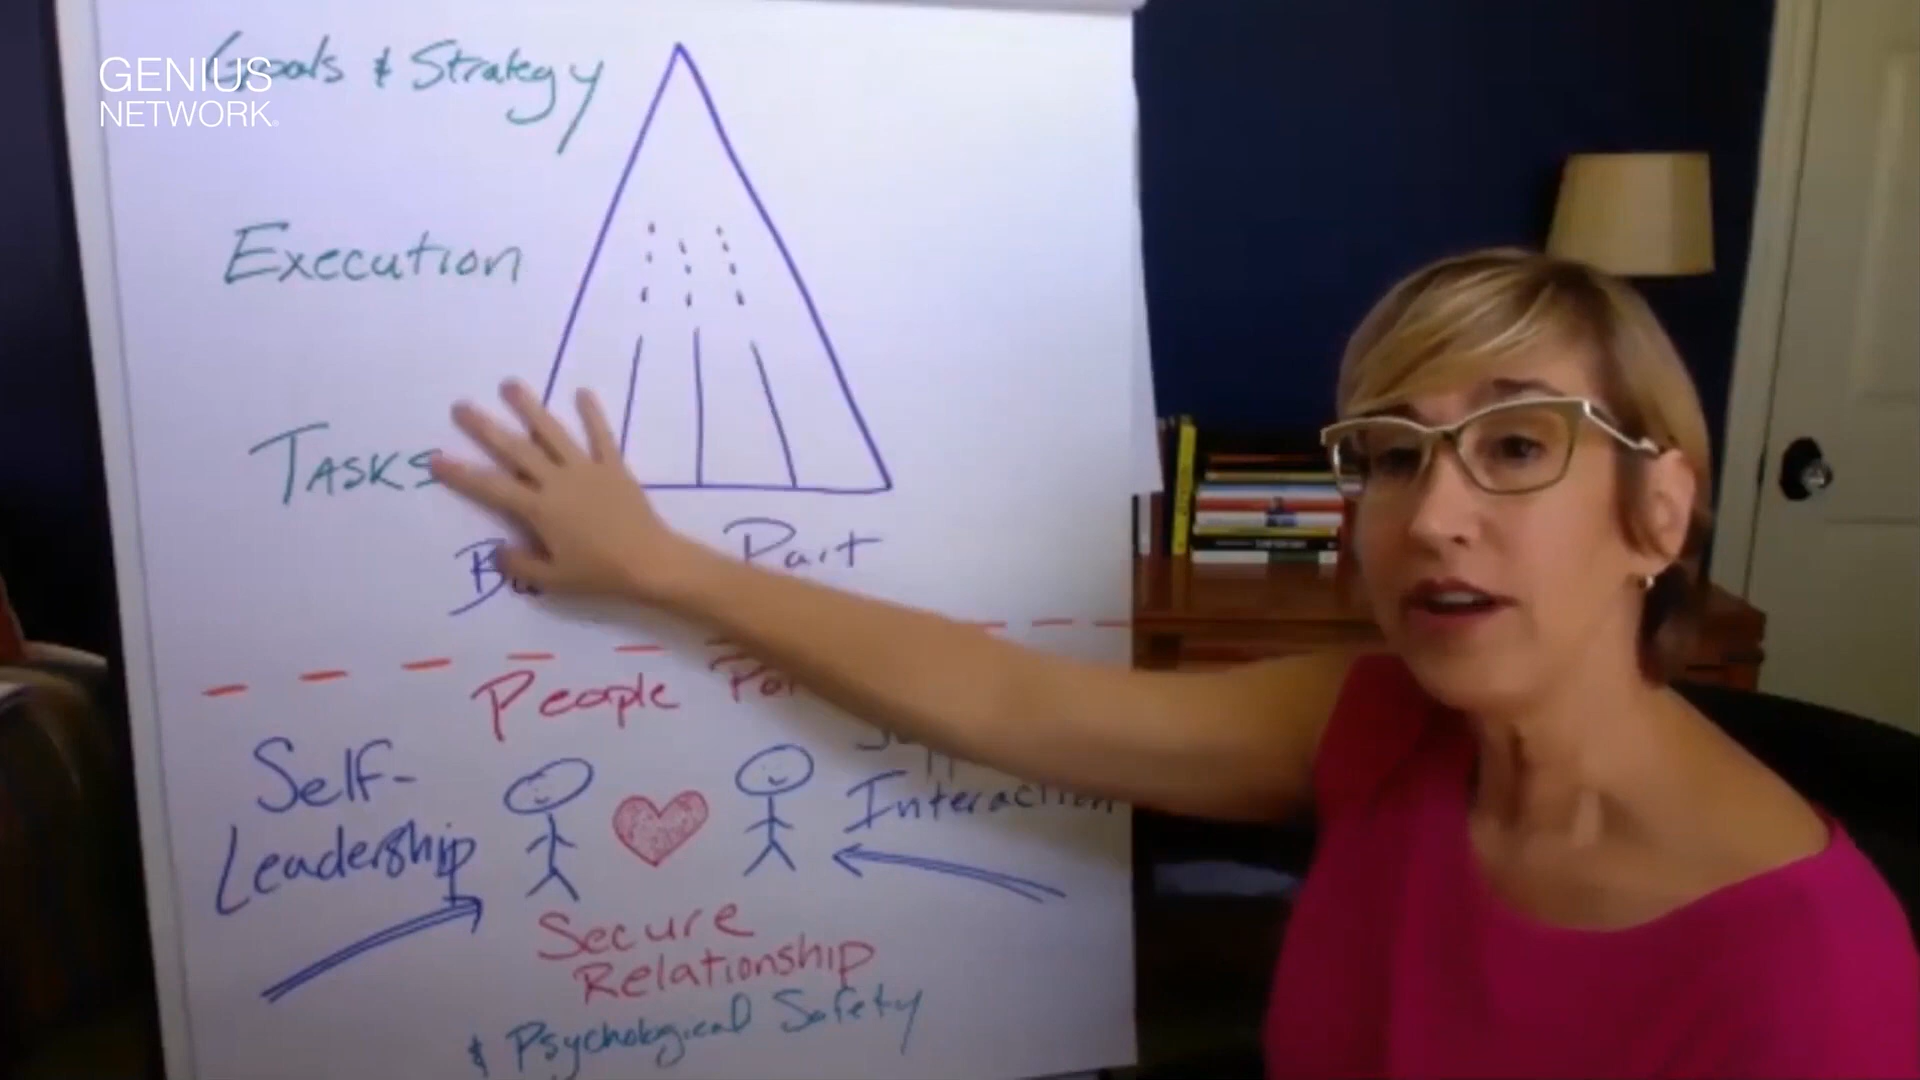 GENIUS
NETWORK
Goals & Strategy
Execution
TASKS
Part
People
Self-
Leadership
Interaction
Secure
Relationship
& Psychological Safety